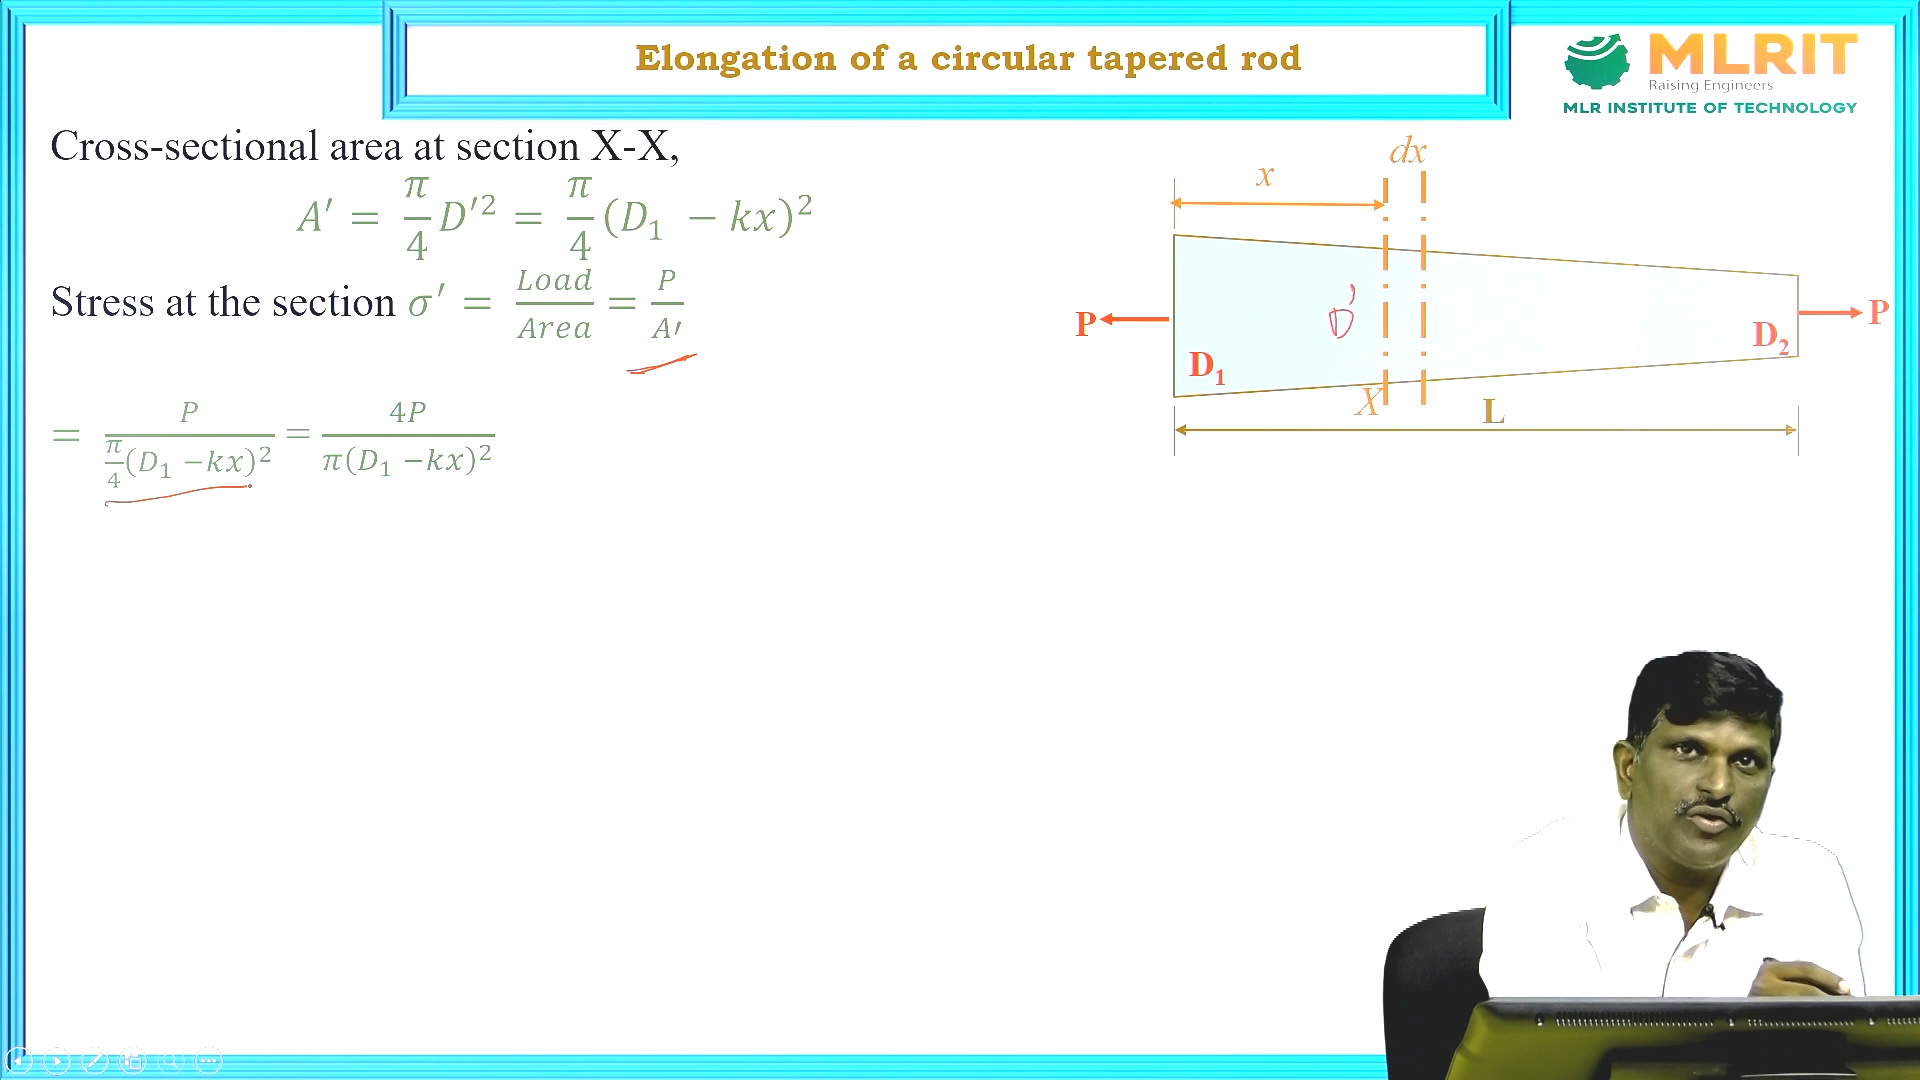 Elongation of a circular tapered rod
MLRIT
Raising Engineers
MLR INSTITUTE OF TECHNOLOGY
Cross-sectional area at section X-X,
A′ = π/4 D′² = π/4 (D₁ − kx)²
Stress at the section σ′ = Load/Area = P/A′
= P/(π/4 (D₁ −kx)²) = 4P/(π(D₁ −kx)²)
dx
x
D'
P
P
D₁
D₂
X
L